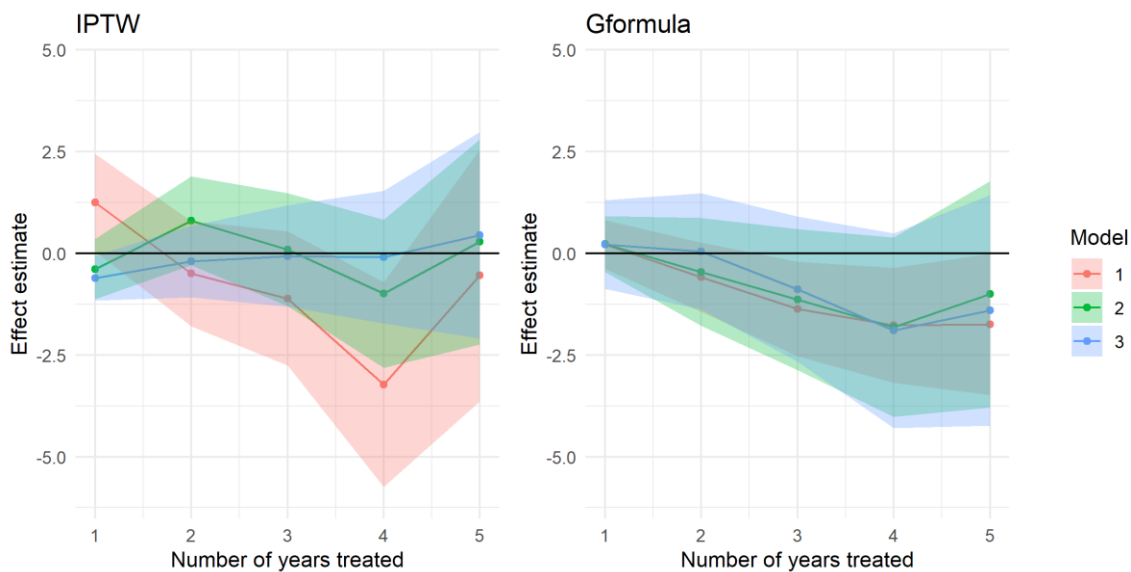 IPTW
Gformula
5.0
2.5
0.0
-2.5
-5.0
Effect estimate
1 2 3 4 5
Number of years treated
5.0
2.5
0.0
-2.5
-5.0
Effect estimate
1 2 3 4 5
Number of years treated
Model
1
2
3